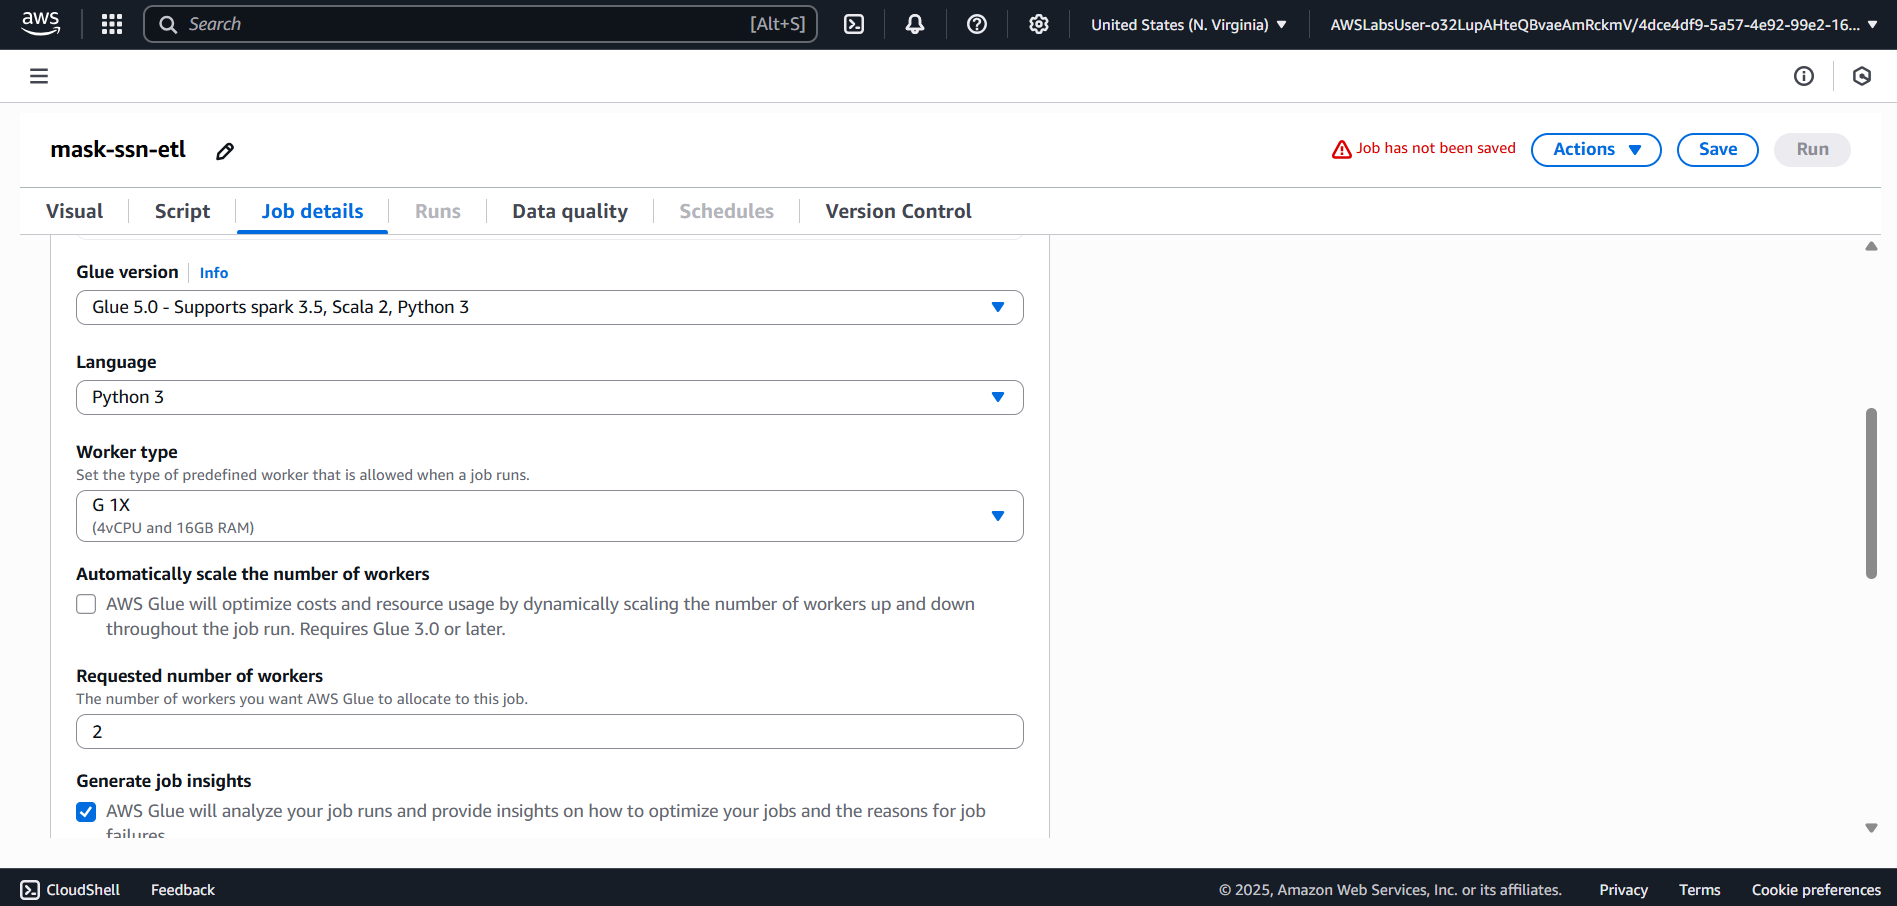 aws
Search [Alt+S]
United States (N. Virginia)
AWSLabsUser-o32LupAHteQBvaeAmRckmV/4dce4df9-5a57-4e92-99e2-16...
mask-ssn-etl
Job has not been saved
Actions
Save
Run
Visual
Script
Job details
Runs
Data quality
Schedules
Version Control
Glue version Info
Glue 5.0 - Supports spark 3.5, Scala 2, Python 3
Language
Python 3
Worker type
Set the type of predefined worker that is allowed when a job runs.
G 1X
(4vCPU and 16GB RAM)
Automatically scale the number of workers
AWS Glue will optimize costs and resource usage by dynamically scaling the number of workers up and down
throughout the job run. Requires Glue 3.0 or later.
Requested number of workers
The number of workers you want AWS Glue to allocate to this job.
2
Generate job insights
AWS Glue will analyze your job runs and provide insights on how to optimize your jobs and the reasons for job
failures.
CloudShell
Feedback
© 2025, Amazon Web Services, Inc. or its affiliates.
Privacy
Terms
Cookie preferences